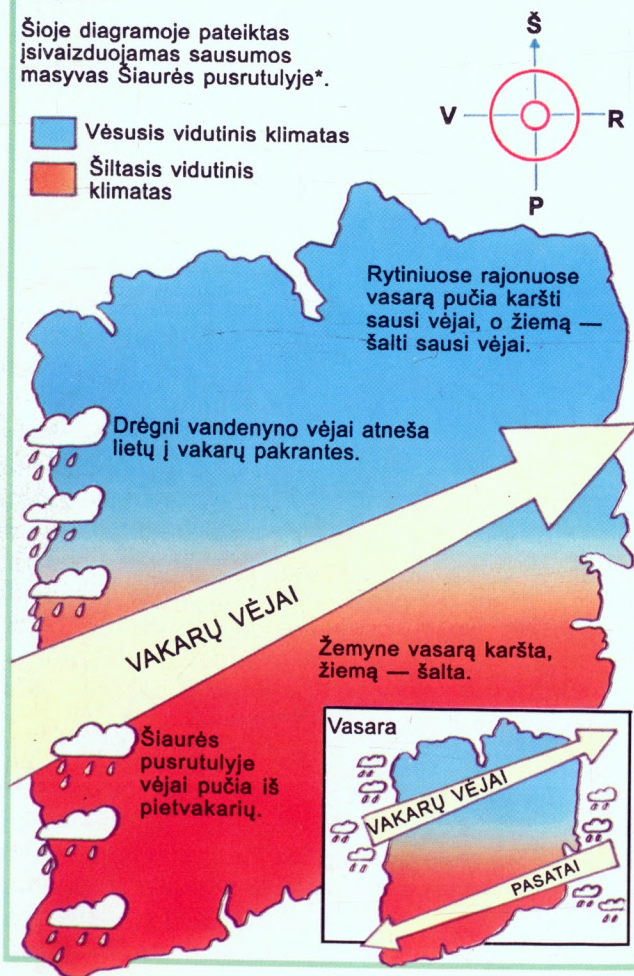 Šioje diagramoje pateiktas
įsivaizduojamas sausumos
masyvas Šiaurės pusrutulyje*.
Vėsusis vidutinis klimatas
Šiltasis vidutinis
klimatas
Š
V
R
P
Rytiniuose rajonuose
vasarą pučia karšti
sausi vėjai, o žiemą —
šalti sausi vėjai.
Drėgni vandenyno vėjai atneša
lietų į vakarų pakrantes.
VAKARŲ VĖJAI
Žemyne vasarą karšta,
žiemą — šalta.
Šiaurės
pusrutulyje
vėjai pučia iš
pietvakarių.
Vasara
VAKARŲ VĖJAI
PASATAI